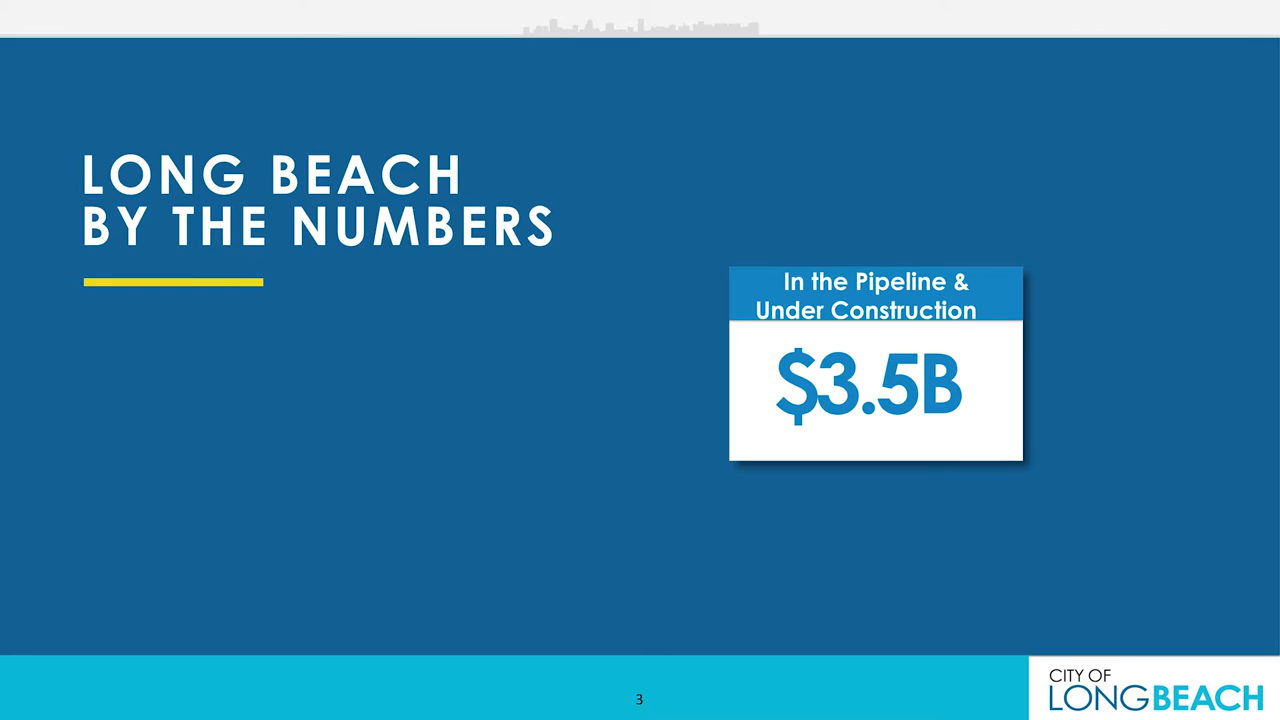 LONG BEACH
BY THE NUMBERS
In the Pipeline &
Under Construction
$3.5B
3
CITY OF
LONGBEACH